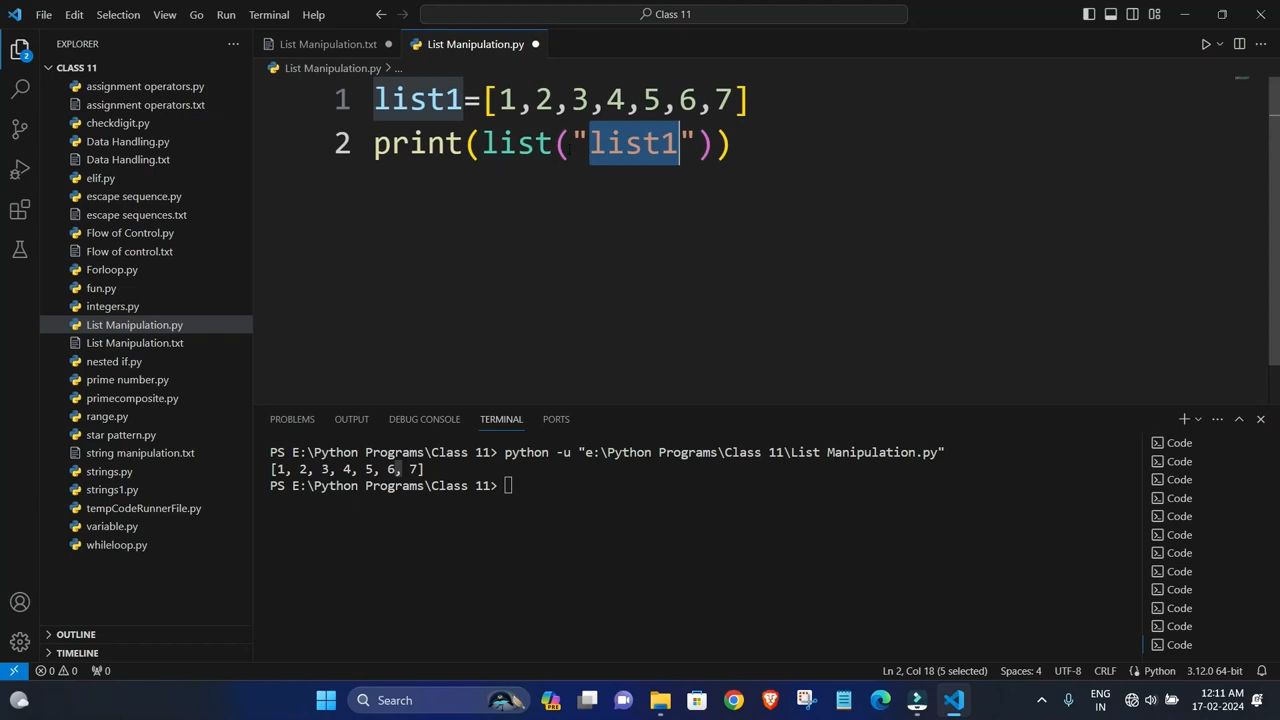 File Edit Selection View Go Run Terminal Help
Class 11
EXPLORER
CLASS 11
assignment operators.py
assignment operators.txt
checkdigit.py
Data Handling.py
Data Handling.txt
elif.py
escape sequence.py
escape sequences.txt
Flow of Control.py
Flow of control.txt
Forloop.py
fun.py
integers.py
List Manipulation.py
List Manipulation.txt
nested if.py
prime number.py
primecomposite.py
range.py
star pattern.py
string manipulation.txt
strings.py
strings1.py
tempCodeRunnerFile.py
variable.py
whileloop.py
OUTLINE
TIMELINE
2
List Manipulation.txt
List Manipulation.py
List Manipulation.py > ...
1 list1=[1,2,3,4,5,6,7]
2 print(list("list1"))
PROBLEMS OUTPUT DEBUG CONSOLE TERMINAL PORTS
PS E:\Python Programs\Class 11> python -u "e:\Python Programs\Class 11\List Manipulation.py"
[1, 2, 3, 4, 5, 6, 7]
PS E:\Python Programs\Class 11>
Code
Code
Code
Code
Code
Code
Code
Code
Code
Code
Code
Code
0 0 0 Ln 2, Col 18 (5 selected) Spaces: 4 UTF-8 CRLF Python 3.12.0 64-bit
Search
PRE
ENG
IN
12:11 AM
17-02-2024